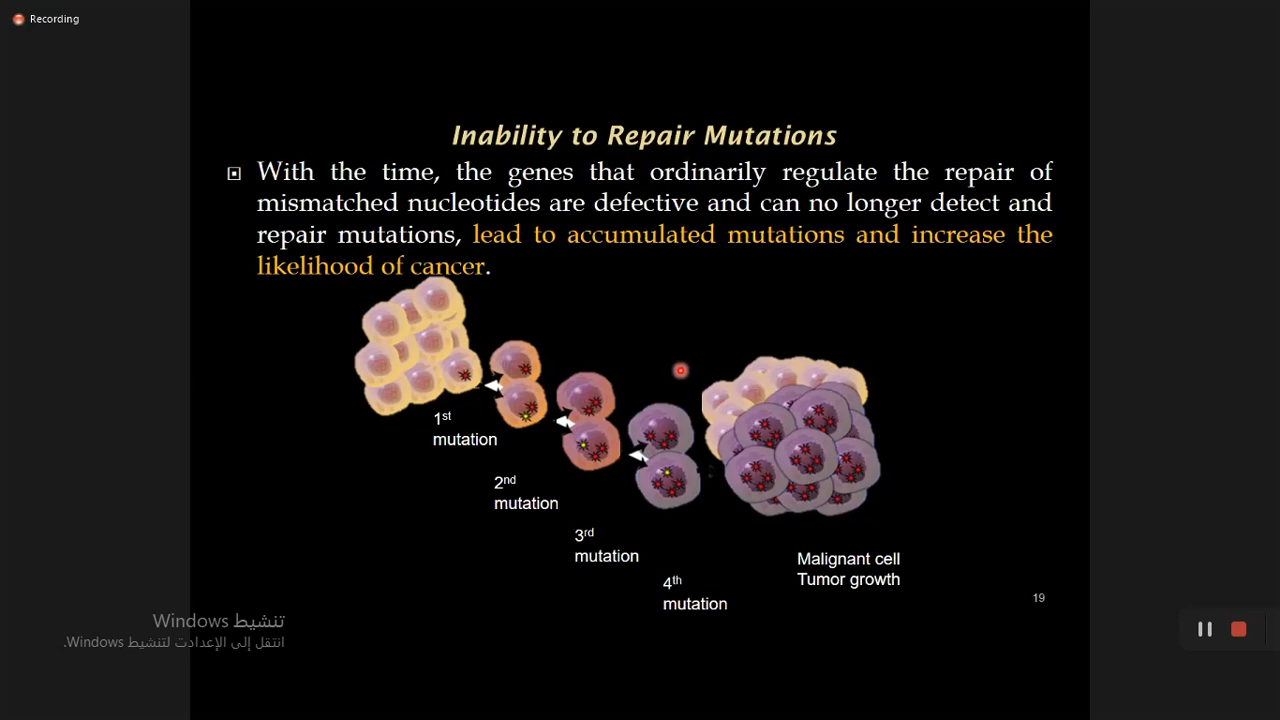 Recording
Inability to Repair Mutations
With the time, the genes that ordinarily regulate the repair of
mismatched nucleotides are defective and can no longer detect and
repair mutations, lead to accumulated mutations and increase the
likelihood of cancer.
1st
mutation
2nd
mutation
3rd
mutation
4th
mutation
Malignant cell
Tumor growth
19
تنشيط Windows
انتقل إلى الإعدادت لتنشيط Windows.